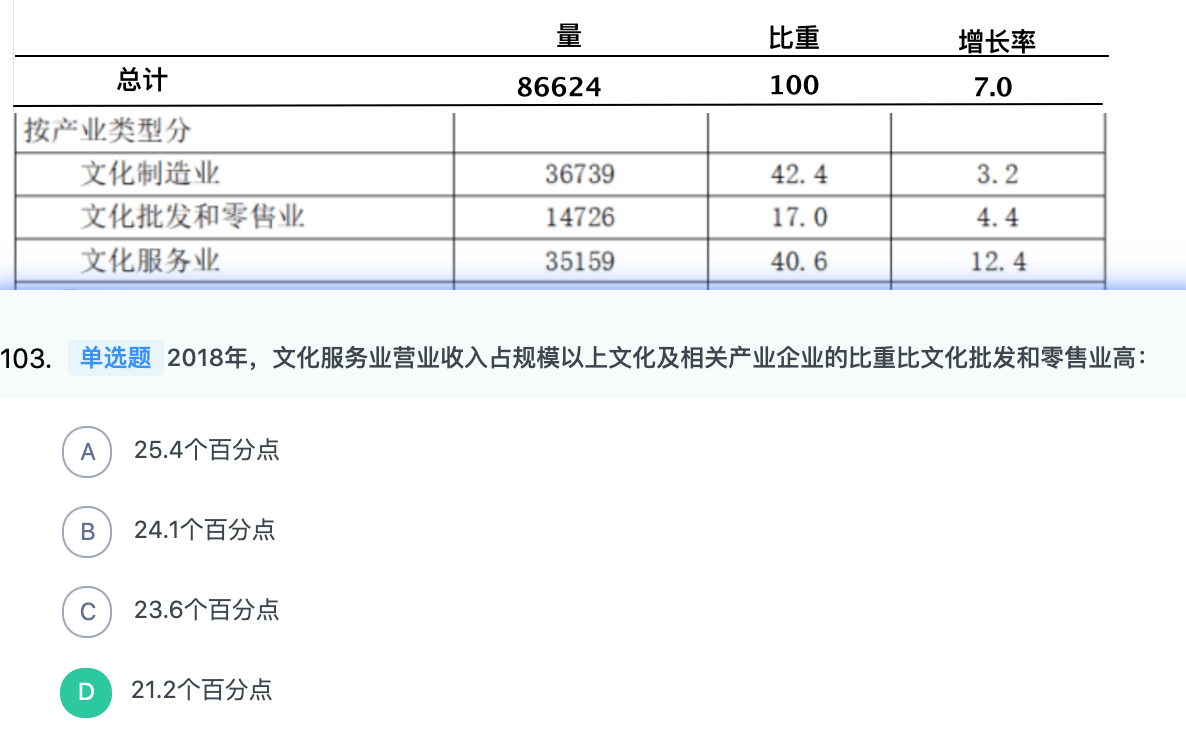 量 比重 增长率
总计 86624 100 7.0
按产业类型分
文化制造业 36739 42.4 3.2
文化批发和零售业 14726 17.0 4.4
文化服务业 35159 40.6 12.4
103. 单选题 2018年，文化服务业营业收入占规模以上文化及相关产业企业的比重比文化批发和零售业高：
A 25.4个百分点
B 24.1个百分点
C 23.6个百分点
D 21.2个百分点